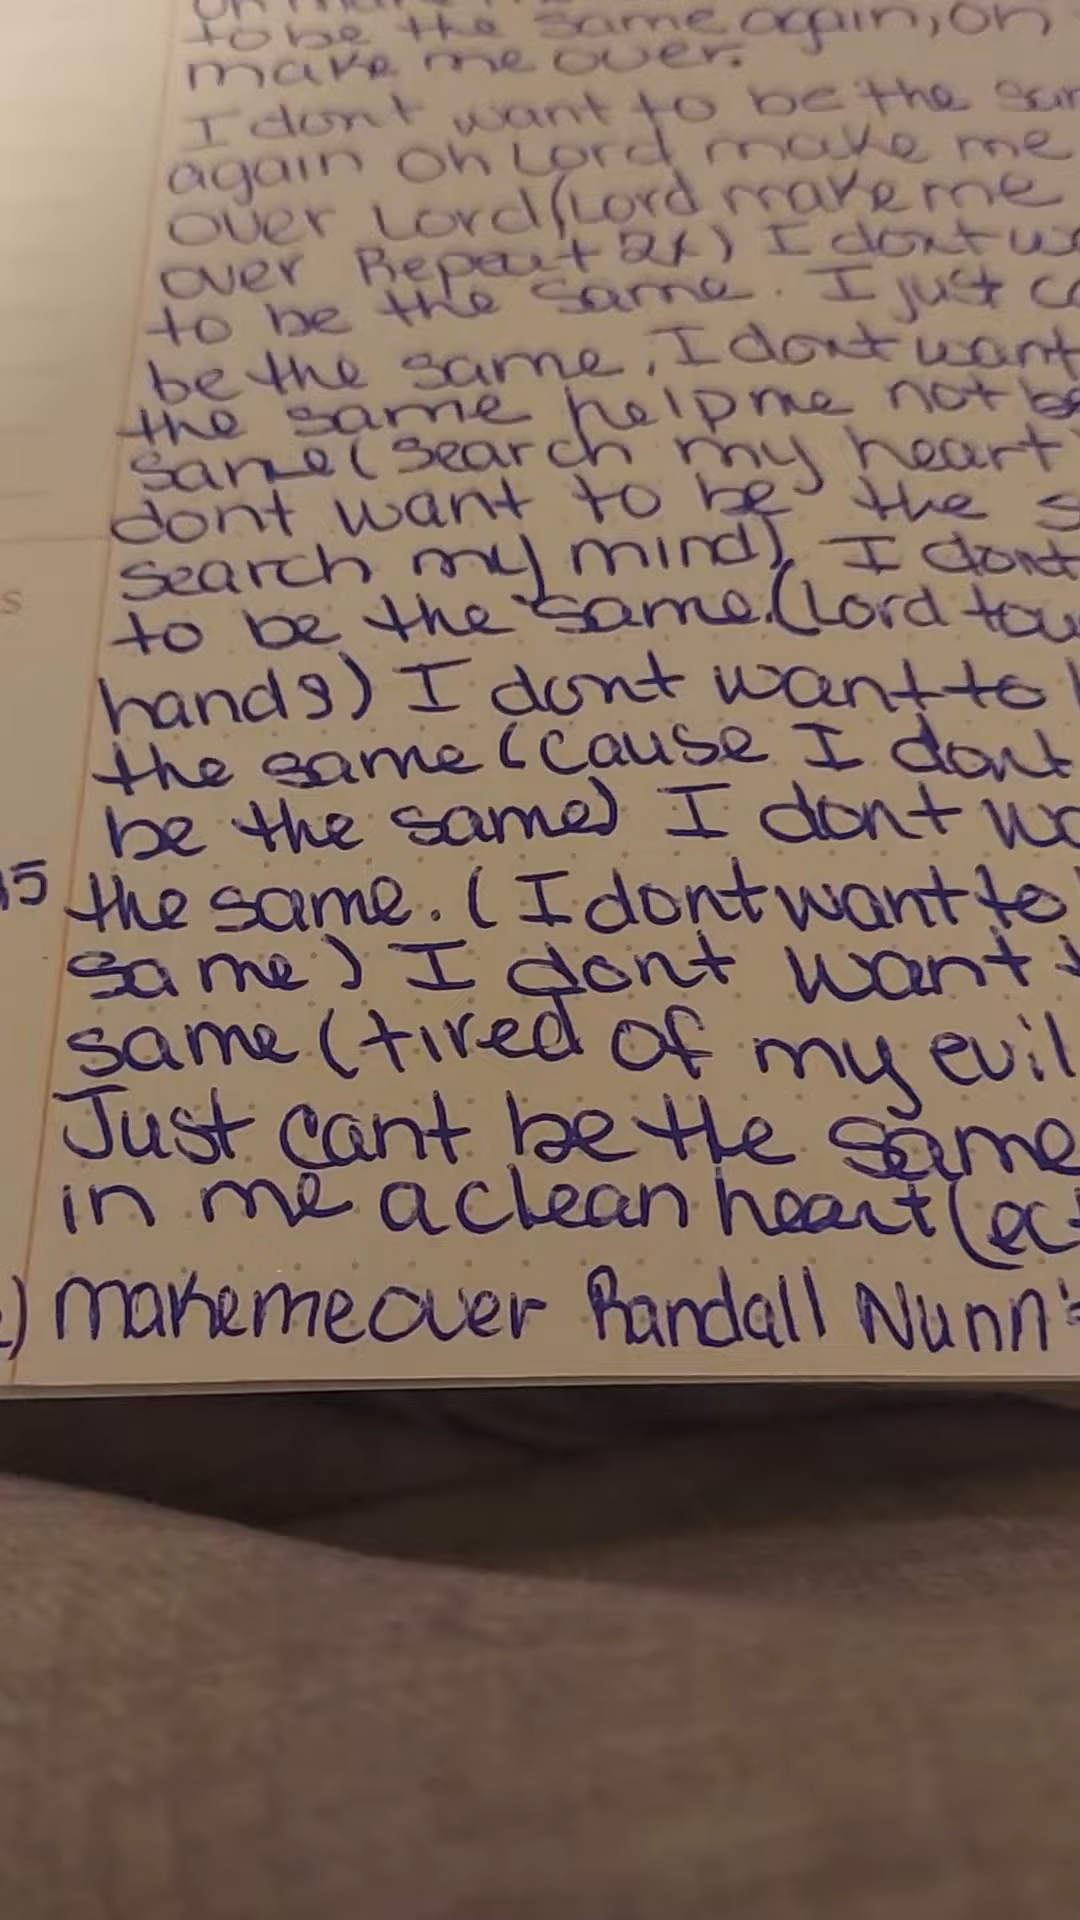 to be the same again, oh
make me over.
I dont want to be the
again oh Lord make me
over Lord (Lord make me
over Repeat 2x) I dont
to be the same. I just
be the same, I dont want
the same help me not
same (search my heart
dont want to be the
search my mind) I dont
to be the same. (Lord
hands) I dont want to
the same (cause I dont
be the same) I dont
the same. (I dont want to
same) I dont want
same (tired of my evil
Just cant be the same
in me a clean heart (
) make me over Randall Nunn's